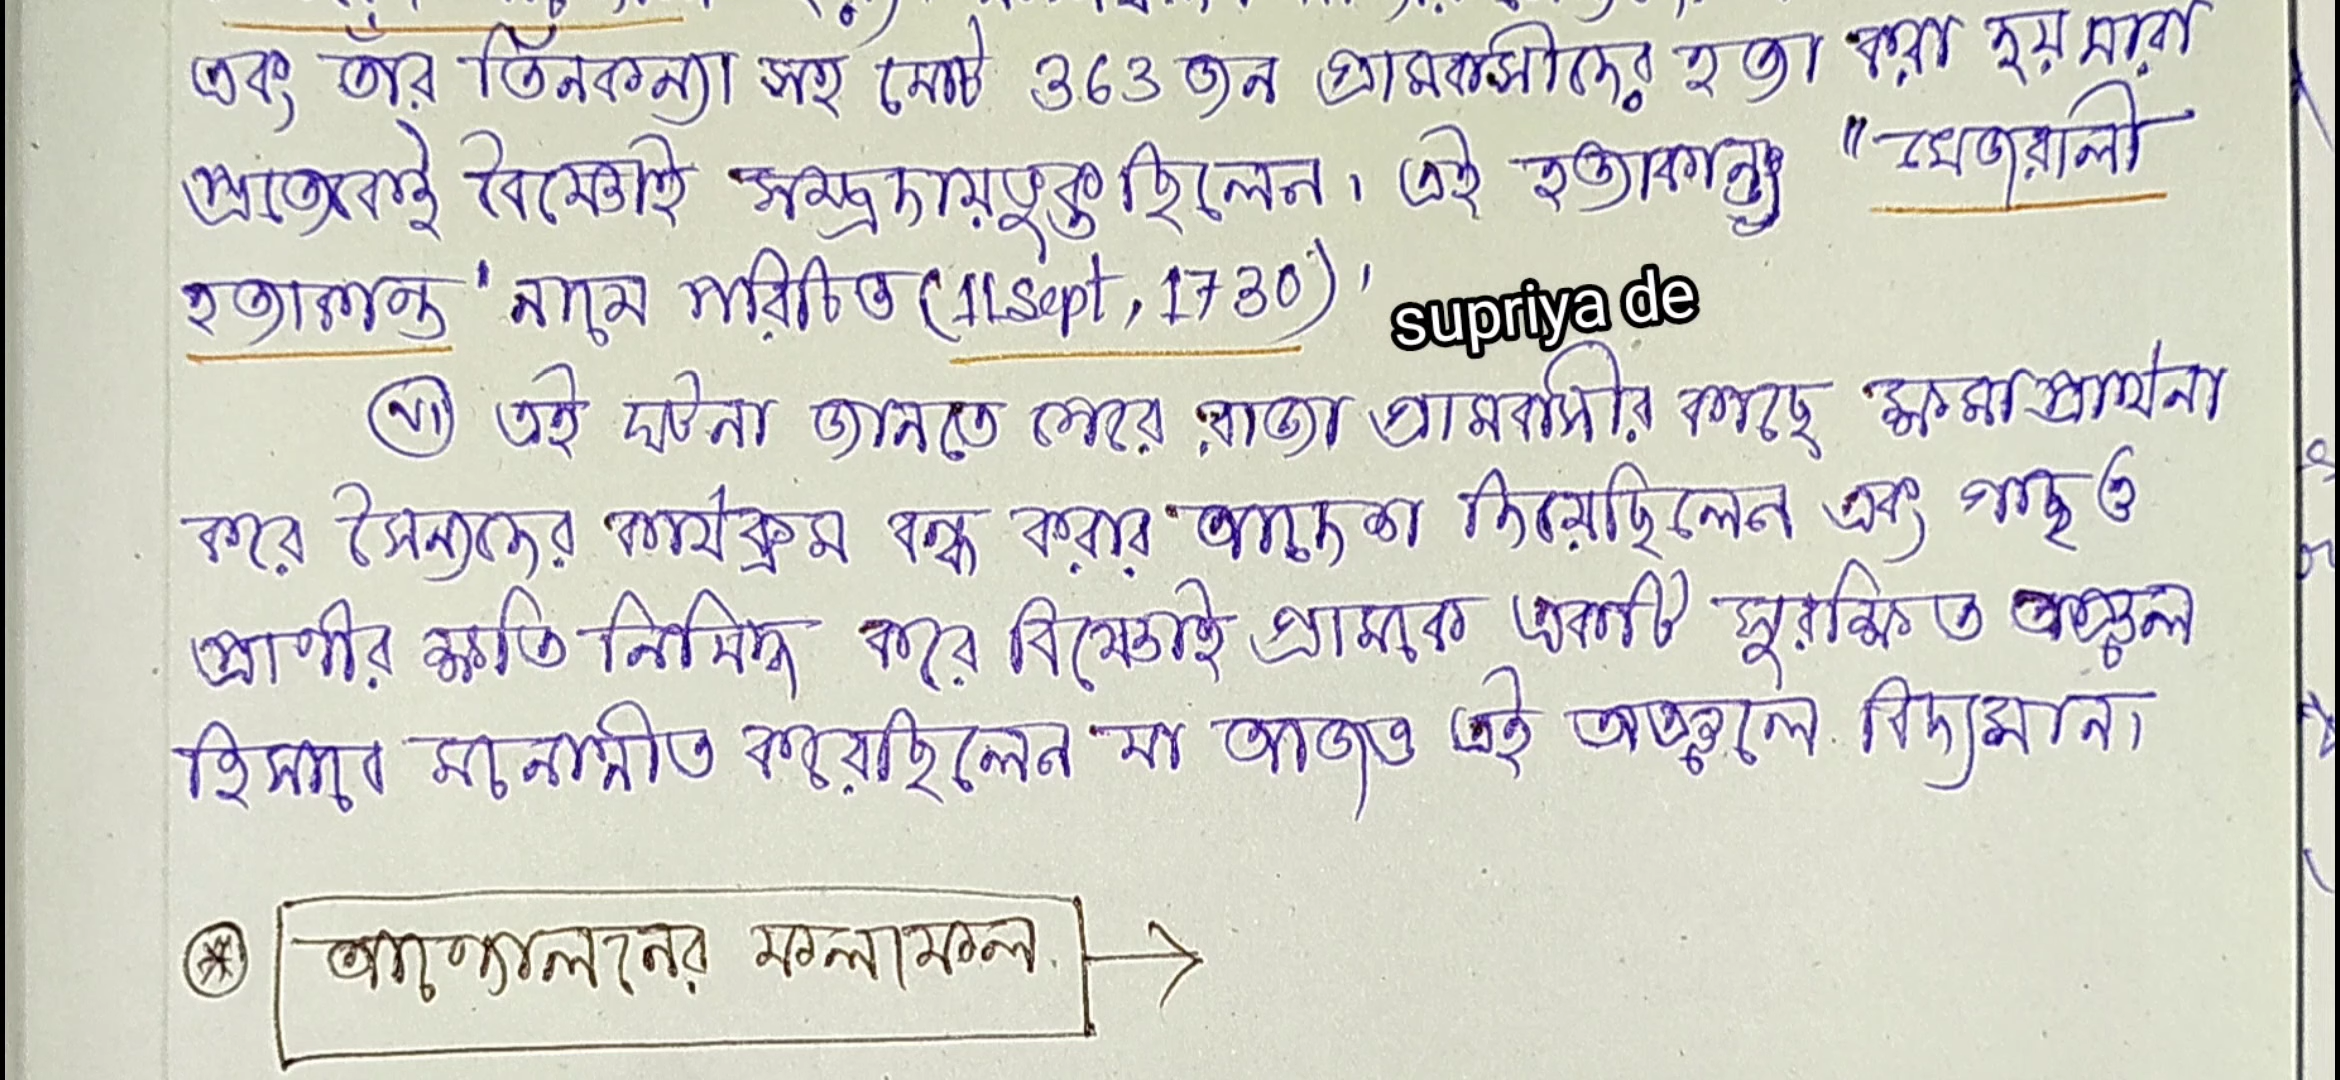 এবং তাঁর তিনকন্যা সহ মোট 363 জন গ্রামবাসীদের হত্যা করা হয় যারা
প্রত্যেকেই বিষ্ণোই সম্প্রদায়ভুক্ত ছিলেন। এই হত্যাকান্ড "খেজরালী
হত্যাকান্ড" নামে পরিচিত (11 Sept, 1730)।
supriya de
এই ঘটনা জানতে পেরে রাজা গ্রামবাসীর কাছে ক্ষমাপ্রার্থনা
করে সৈন্যদের কার্যক্রম বন্ধ করার আদেশ দিয়েছিলেন এবং গাছ ও
প্রাণীর ক্ষতি নিষিদ্ধ করে বিষ্ণোই গ্রামকে একটি সুরক্ষিত অঞ্চল
হিসাবে মনোনীত করেছিলেন যা আজও এই অঞ্চলে বিদ্যমান।
আন্দোলনের ফলাফল